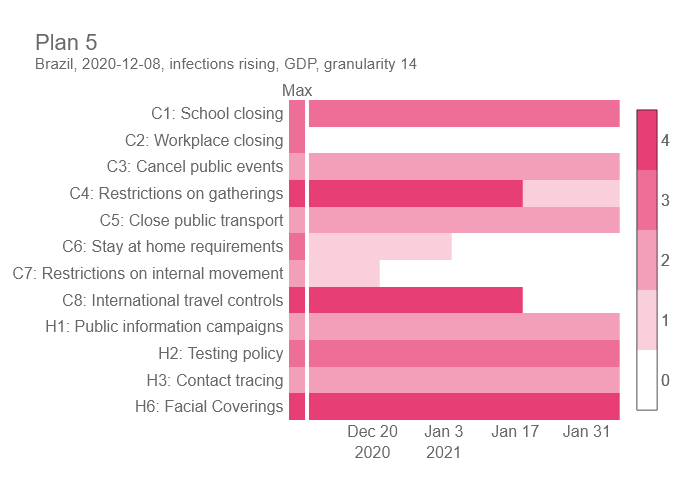 Plan 5
Brazil, 2020-12-08, infections rising, GDP, granularity 14
Max
C1: School closing
C2: Workplace closing
C3: Cancel public events
C4: Restrictions on gatherings
C5: Close public transport
C6: Stay at home requirements
C7: Restrictions on internal movement
C8: International travel controls
H1: Public information campaigns
H2: Testing policy
H3: Contact tracing
H6: Facial Coverings
Dec 20 Jan 3 Jan 17 Jan 31
2020 2021
4
3
2
1
0